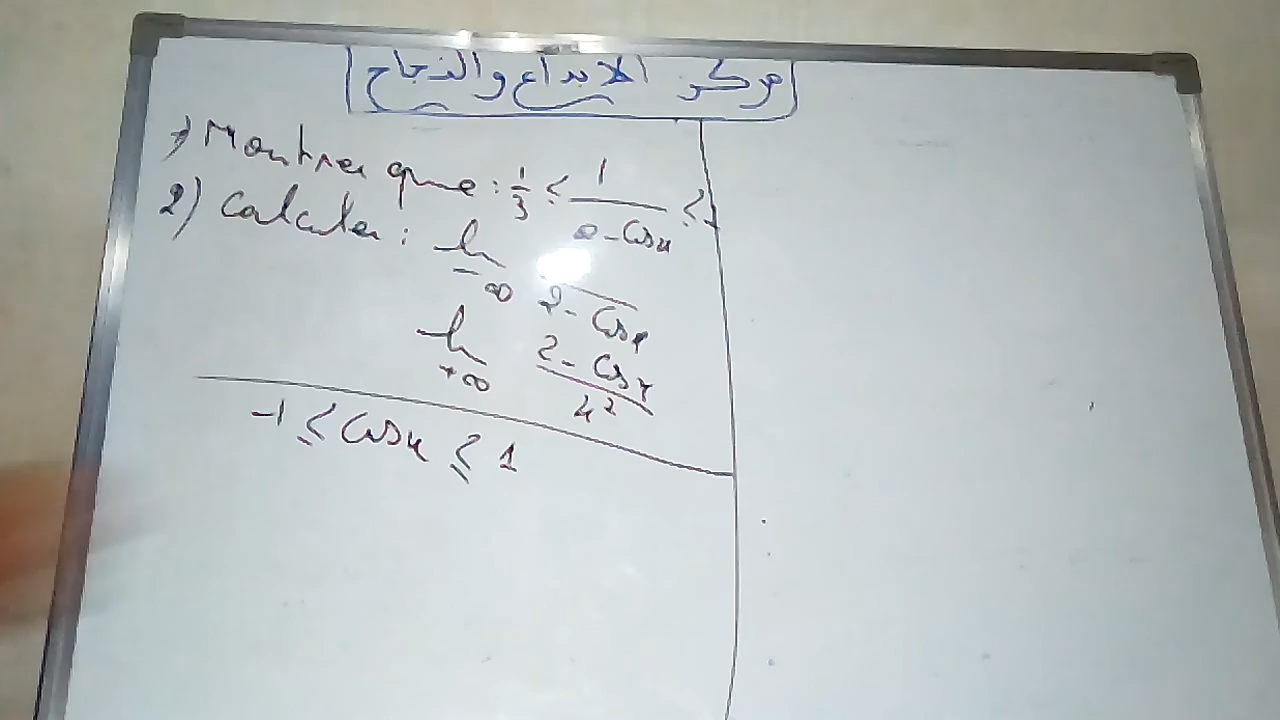 مركز الابداع والنجاح
1) Montrer que : 1/3 ≤ 1/(2-Cosx) ≤ 1
2) Calculer : lim -∞ /(2-Cosx)
lim +∞ (2-Cosx)/x²
-1 ≤ Cosx ≤ 1